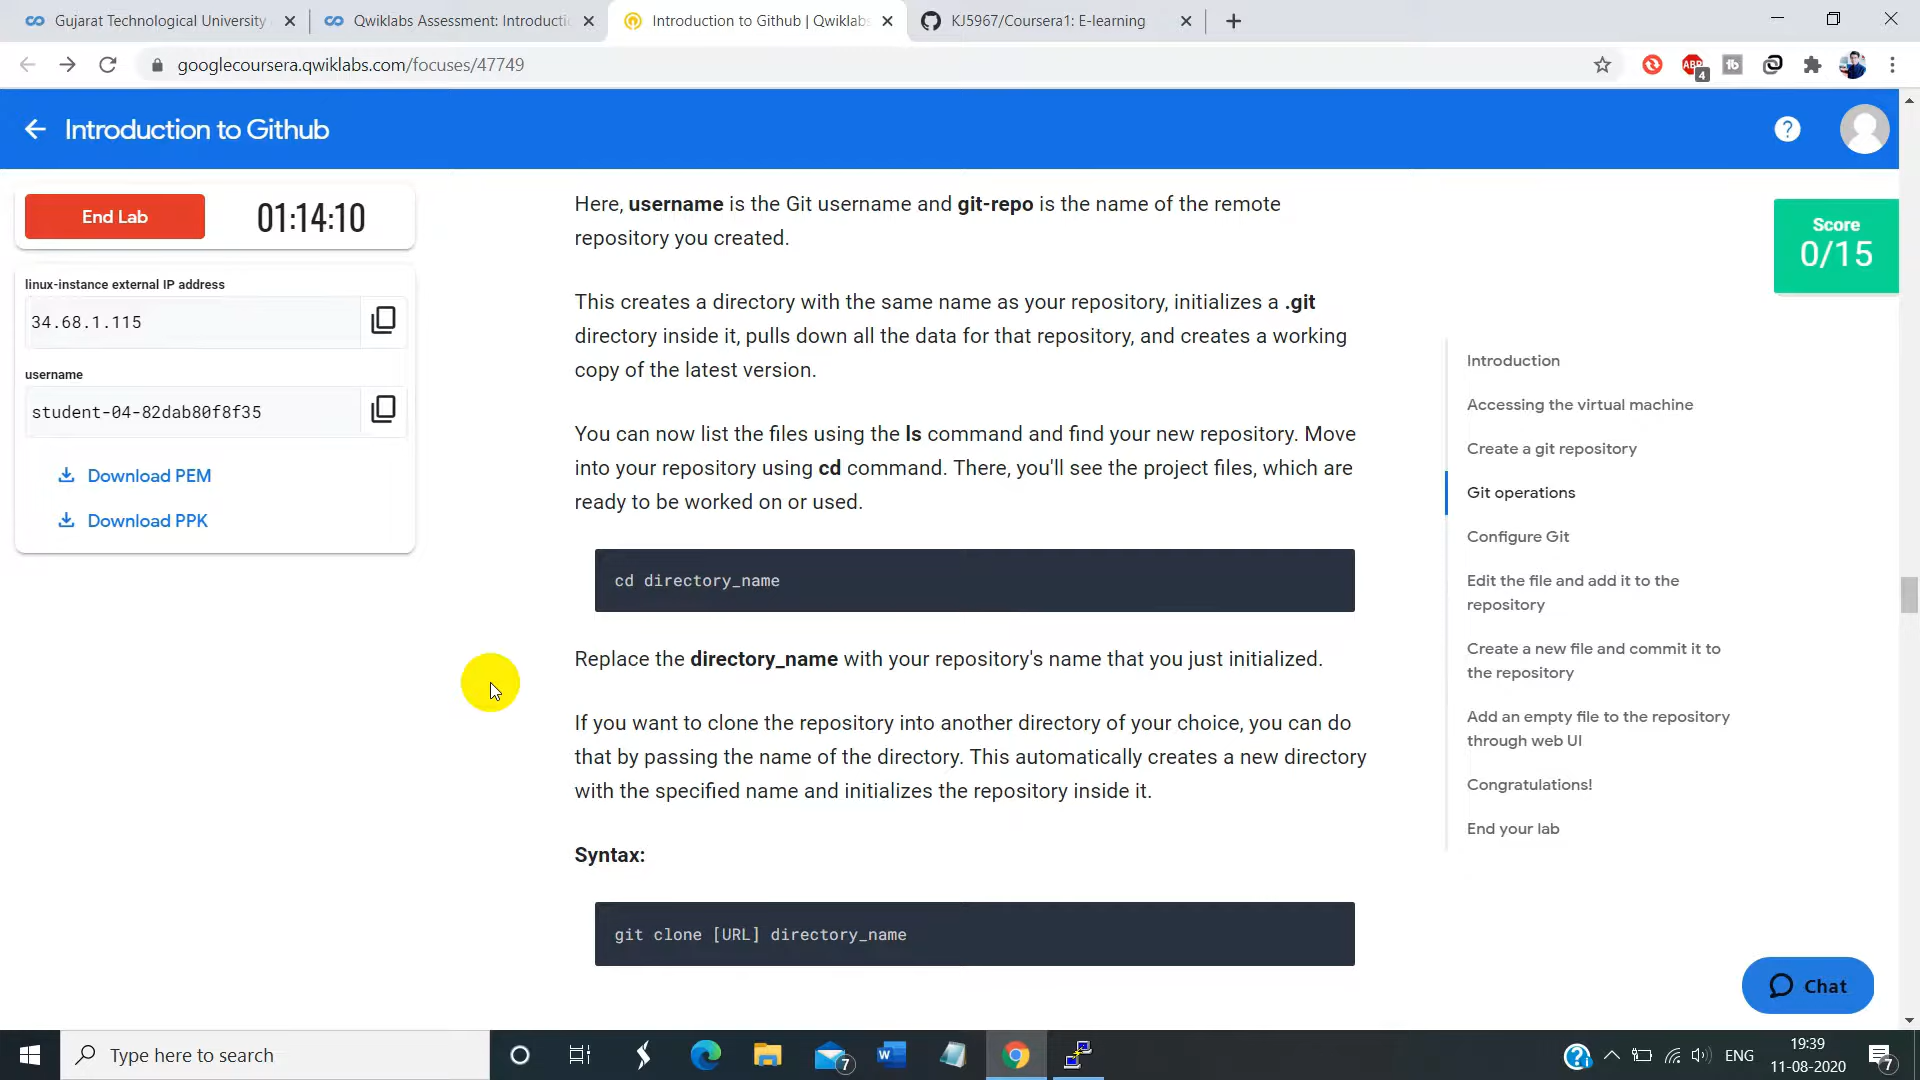 Gujarat Technological University
Qwiklabs Assessment: Introducti
Introduction to Github | Qwiklabs
KJ5967/Coursera1: E-learning
googlecoursera.qwiklabs.com/focuses/47749
ABP
4
Introduction to Github
?
End Lab
01:14:10
linux-instance external IP address
34.68.1.115
username
student-04-82dab80f8f35
Download PEM
Download PPK
Here, username is the Git username and git-repo is the name of the remote
repository you created.
This creates a directory with the same name as your repository, initializes a .git
directory inside it, pulls down all the data for that repository, and creates a working
copy of the latest version.
You can now list the files using the ls command and find your new repository. Move
into your repository using cd command. There, you'll see the project files, which are
ready to be worked on or used.
cd directory_name
Replace the directory_name with your repository's name that you just initialized.
If you want to clone the repository into another directory of your choice, you can do
that by passing the name of the directory. This automatically creates a new directory
with the specified name and initializes the repository inside it.
Syntax:
git clone [URL] directory_name
Score
0/15
Introduction
Accessing the virtual machine
Create a git repository
Git operations
Configure Git
Edit the file and add it to the
repository
Create a new file and commit it to
the repository
Add an empty file to the repository
through web UI
Congratulations!
End your lab
Chat
Type here to search
7
W
ENG
19:39
11-08-2020
7